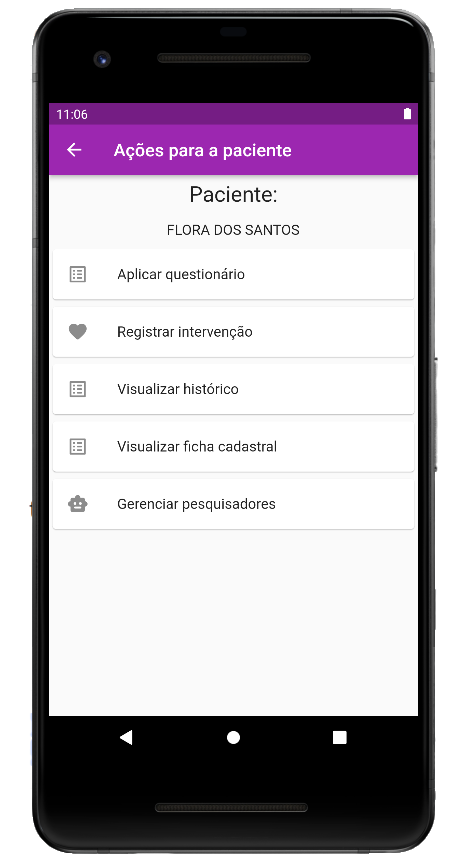 11:06
Ações para a paciente
Paciente:
FLORA DOS SANTOS
Aplicar questionário
Registrar intervenção
Visualizar histórico
Visualizar ficha cadastral
Gerenciar pesquisadores